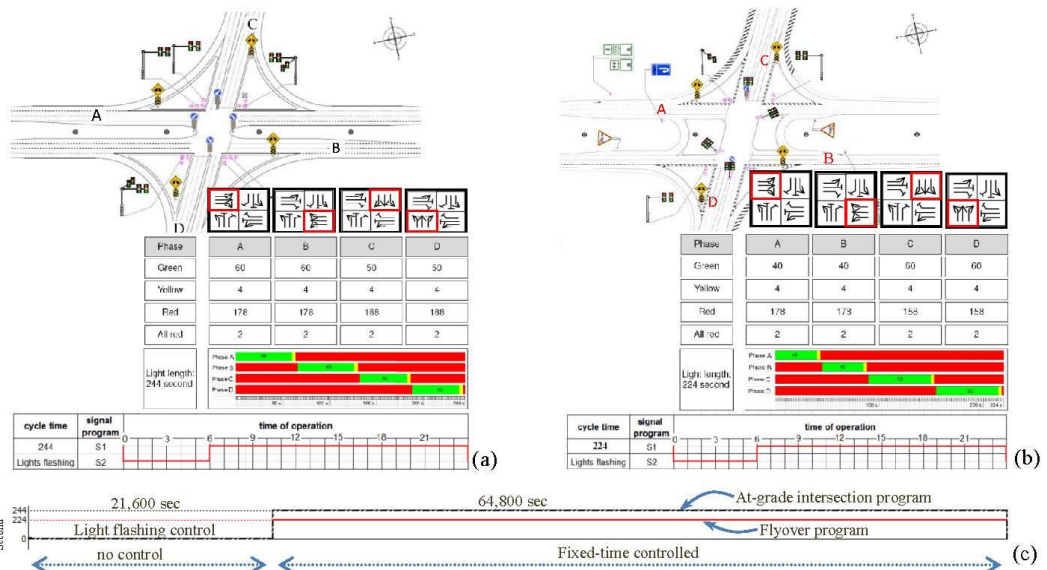 C
A
B
D
Phase A B C D
Green 60 60 50 50
Yellow 4 4 4 4
Red 178 178 188 188
All red 2 2 2 2
Light length:
244 second
Phase A
Phase B
Phase C
Phase D
cycle time signal program time of operation
0 3 6 9 12 15 18 21
244 S1
Lights flashing S2
(a)
C
A
B
D
Phase A B C D
Green 40 40 60 60
Yellow 4 4 4 4
Red 178 178 158 158
All red 2 2 2 2
Light length:
224 second
Phase A
Phase B
Phase C
Phase D
cycle time signal program time of operation
0 3 6 9 12 15 18 21
224 S1
Lights flashing S2
(b)
21,600 sec 64,800 sec At-grade intersection program
244
224
Light flashing control Flyover program
0
Second
no control Fixed-time controlled (c)